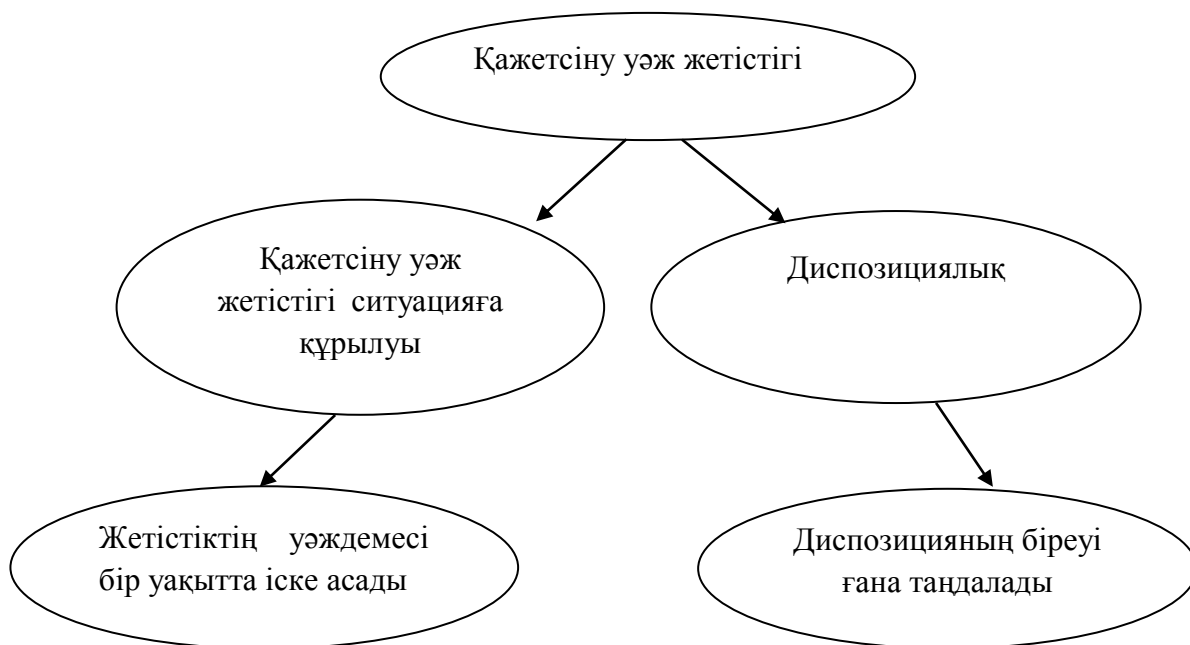 Қажетсіну уәж жетістігі
Қажетсіну уәж
жетістігі ситуацияға
құрылуы
Диспозициялық
Жетістіктің уәждемесі
бір уақытта іске асады
Диспозицияның біреуі
ғана таңдалады